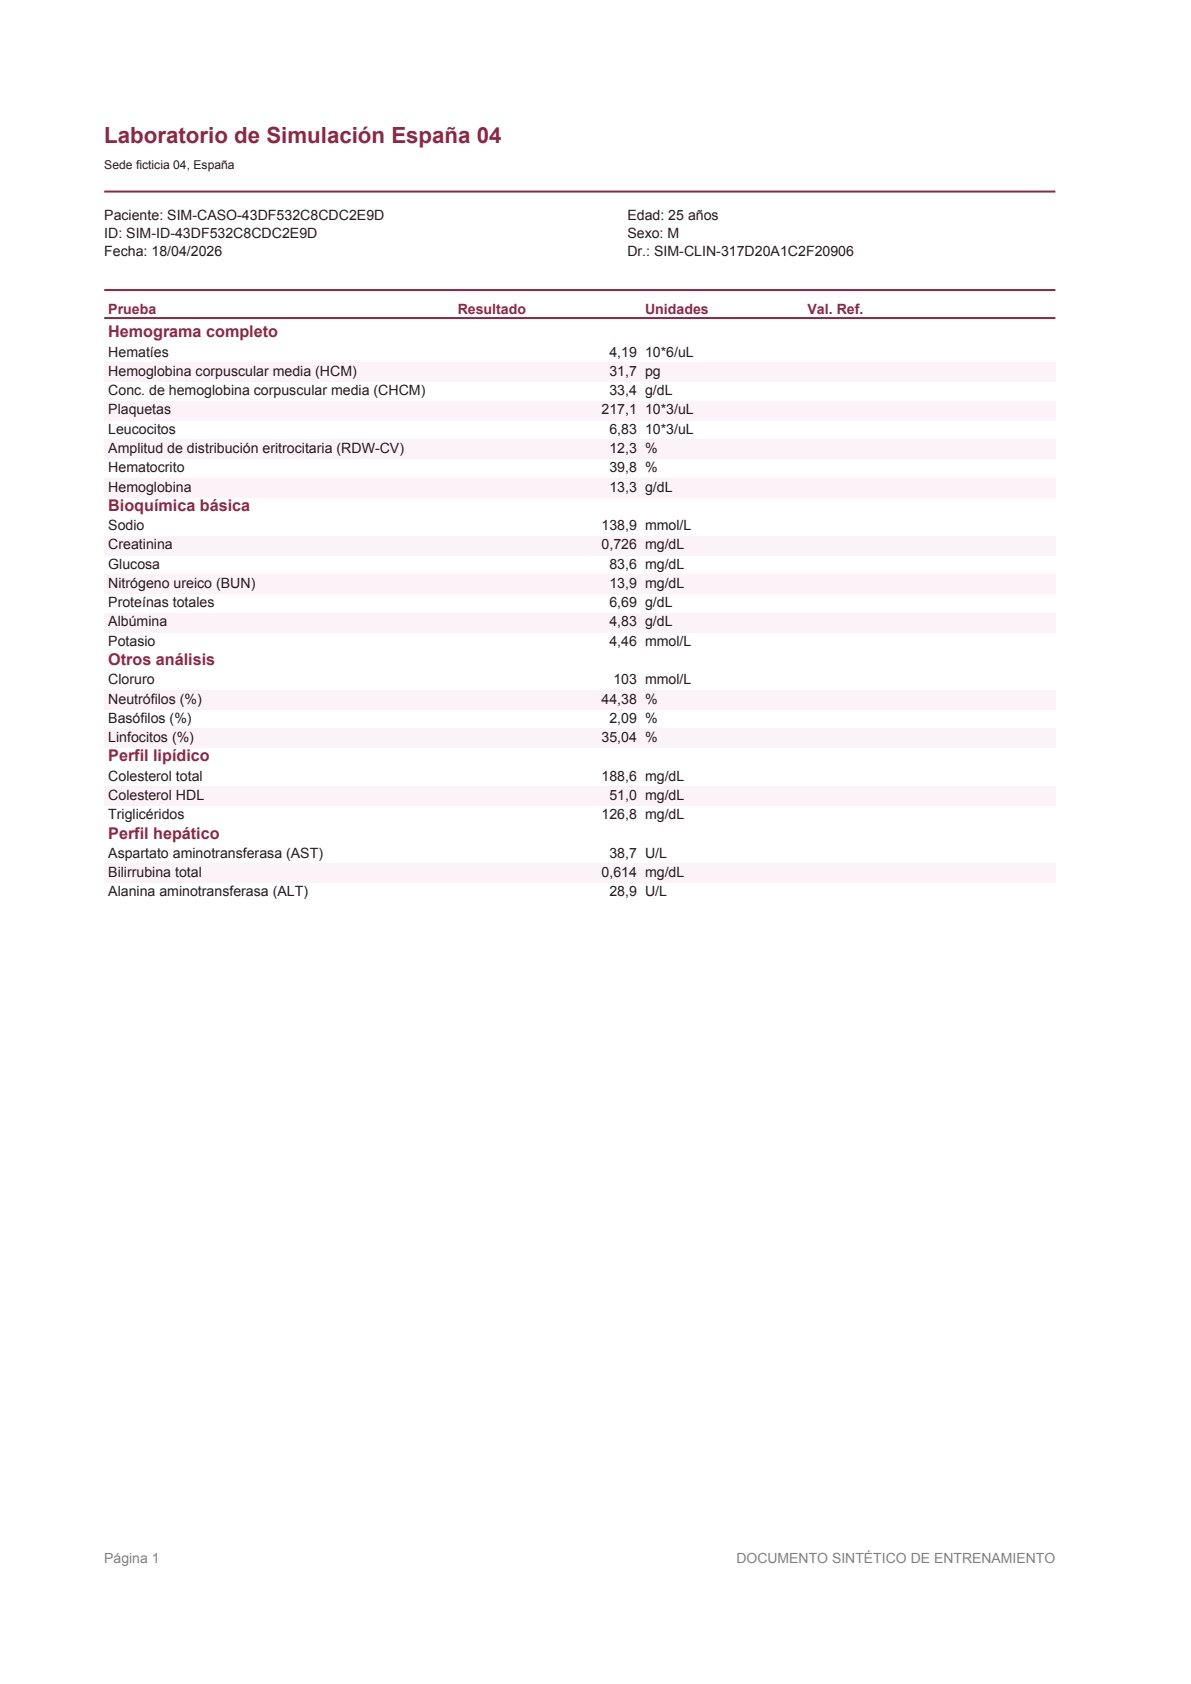 Laboratorio de Simulación España 04
Sede ficticia 04, España
Paciente: SIM-CASO-43DF532C8CDC2E9D Edad: 25 años
ID: SIM-ID-43DF532C8CDC2E9D Sexo: M
Fecha: 18/04/2026 Dr.: SIM-CLIN-317D20A1C2F20906
Prueba Resultado Unidades Val. Ref.
Hemograma completo
Hematíes 4,19 10*6/uL
Hemoglobina corpuscular media (HCM) 31,7 pg
Conc. de hemoglobina corpuscular media (CHCM) 33,4 g/dL
Plaquetas 217,1 10*3/uL
Leucocitos 6,83 10*3/uL
Amplitud de distribución eritrocitaria (RDW-CV) 12,3 %
Hematocrito 39,8 %
Hemoglobina 13,3 g/dL
Bioquímica básica
Sodio 138,9 mmol/L
Creatinina 0,726 mg/dL
Glucosa 83,6 mg/dL
Nitrógeno ureico (BUN) 13,9 mg/dL
Proteínas totales 6,69 g/dL
Albúmina 4,83 g/dL
Potasio 4,46 mmol/L
Otros análisis
Cloruro 103 mmol/L
Neutrófilos (%) 44,38 %
Basófilos (%) 2,09 %
Linfocitos (%) 35,04 %
Perfil lipídico
Colesterol total 188,6 mg/dL
Colesterol HDL 51,0 mg/dL
Triglicéridos 126,8 mg/dL
Perfil hepático
Aspartato aminotransferasa (AST) 38,7 U/L
Bilirrubina total 0,614 mg/dL
Alanina aminotransferasa (ALT) 28,9 U/L
Página 1 DOCUMENTO SINTÉTICO DE ENTRENAMIENTO